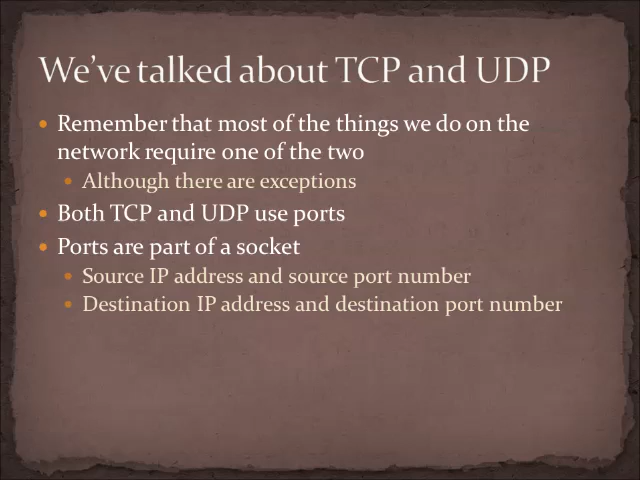 We've talked about TCP and UDP
• Remember that most of the things we do on the
network require one of the two
• Although there are exceptions
• Both TCP and UDP use ports
• Ports are part of a socket
• Source IP address and source port number
• Destination IP address and destination port number